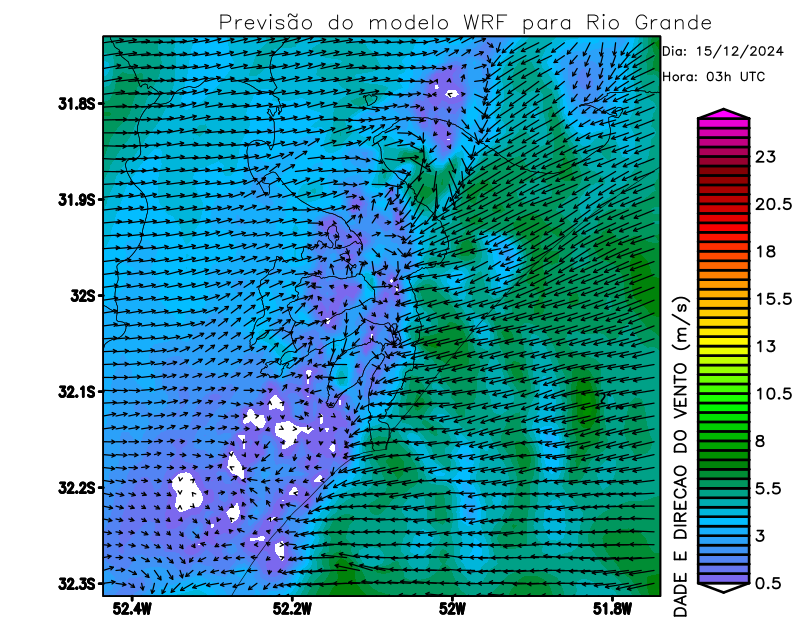 Previsão do modelo WRF para Rio Grande
Dia: 15/12/2024
Hora: 03h UTC
31.8S
31.9S
32S
32.1S
32.2S
32.3S
52.4W
52.2W
52W
51.8W
23
20.5
18
15.5
13
10.5
8
5.5
3
0.5
DADE E DIRECAO DO VENTO (m/s)